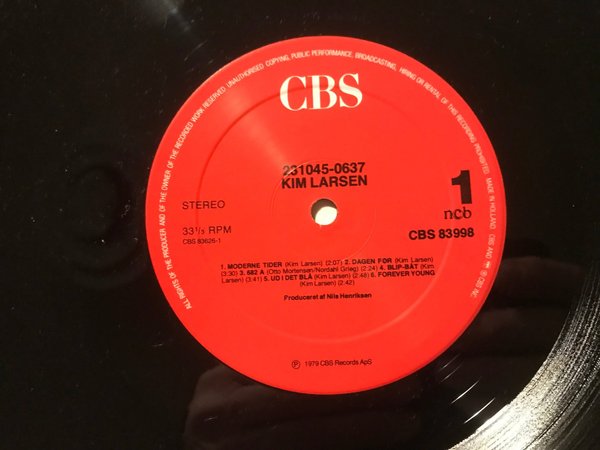 ALL RIGHTS OF THE PRODUCER AND OF THE OWNER OF THE RECORDED WORK RESERVED. UNAUTHORISED COPYING, PUBLIC PERFORMANCE, BROADCASTING, HIRING OR RENTAL OF THIS RECORDING PROHIBITED. MADE IN HOLLAND. CBS AND ℗ CBS INC.
CBS
231045-0637
KIM LARSEN
STEREO
1
ncb
33⅓ RPM
CBS 83998
CBS 83625-1
1. MODERNE TIDER (Kim Larsen) (2:07) 2. DAGEN FØR (Kim Larsen)
(3:30) 3. 682 A (Otto Mortensen/Nordahl Grieg) (2:24) 4. BLIP-BÅT (Kim
Larsen) (3:41) 5. UD I DET BLÅ (Kim Larsen) (2:48) 6. FOREVER YOUNG
(Kim Larsen) (2:42)
Produceret af Nils Henriksen
℗ 1979 CBS Records ApS